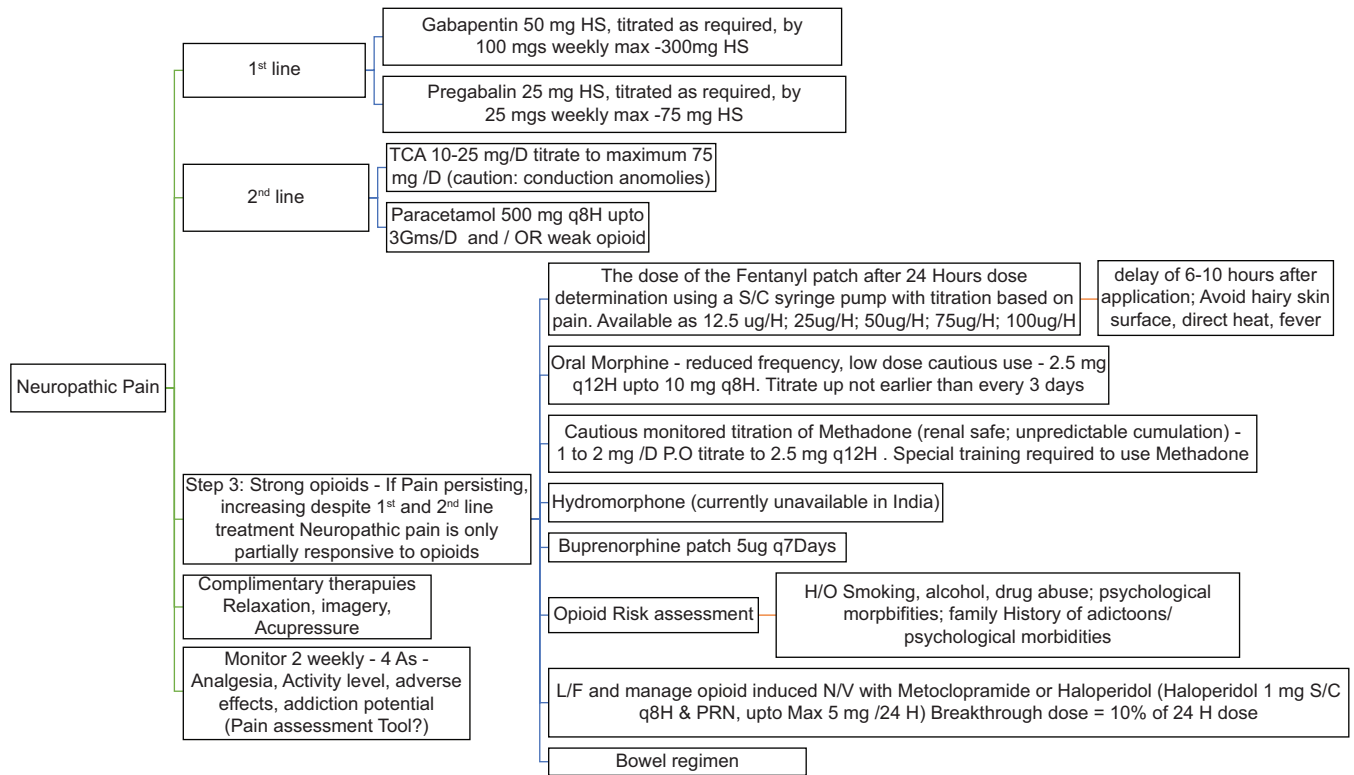 Neuropathic Pain
1st line
Gabapentin 50 mg HS, titrated as required, by
100 mgs weekly max -300mg HS
Pregabalin 25 mg HS, titrated as required, by
25 mgs weekly max -75 mg HS
2nd line
TCA 10-25 mg/D titrate to maximum 75
mg /D (caution: conduction anomolies)
Paracetamol 500 mg q8H upto
3Gms/D and / OR weak opioid
Step 3: Strong opioids - If Pain persisting,
increasing despite 1st and 2nd line
treatment Neuropathic pain is only
partially responsive to opioids
The dose of the Fentanyl patch after 24 Hours dose
determination using a S/C syringe pump with titration based on
pain. Available as 12.5 ug/H; 25ug/H; 50ug/H; 75ug/H; 100ug/H
delay of 6-10 hours after
application; Avoid hairy skin
surface, direct heat, fever
Oral Morphine - reduced frequency, low dose cautious use - 2.5 mg
q12H upto 10 mg q8H. Titrate up not earlier than every 3 days
Cautious monitored titration of Methadone (renal safe; unpredictable cumulation) -
1 to 2 mg /D P.O titrate to 2.5 mg q12H . Special training required to use Methadone
Hydromorphone (currently unavailable in India)
Buprenorphine patch 5ug q7Days
Opioid Risk assessment
H/O Smoking, alcohol, drug abuse; psychological
morpbifities; family History of adictoons/
psychological morbidities
L/F and manage opioid induced N/V with Metoclopramide or Haloperidol (Haloperidol 1 mg S/C
q8H & PRN, upto Max 5 mg /24 H) Breakthrough dose = 10% of 24 H dose
Bowel regimen
Complimentary therapuies
Relaxation, imagery,
Acupressure
Monitor 2 weekly - 4 As -
Analgesia, Activity level, adverse
effects, addiction potential
(Pain assessment Tool?)